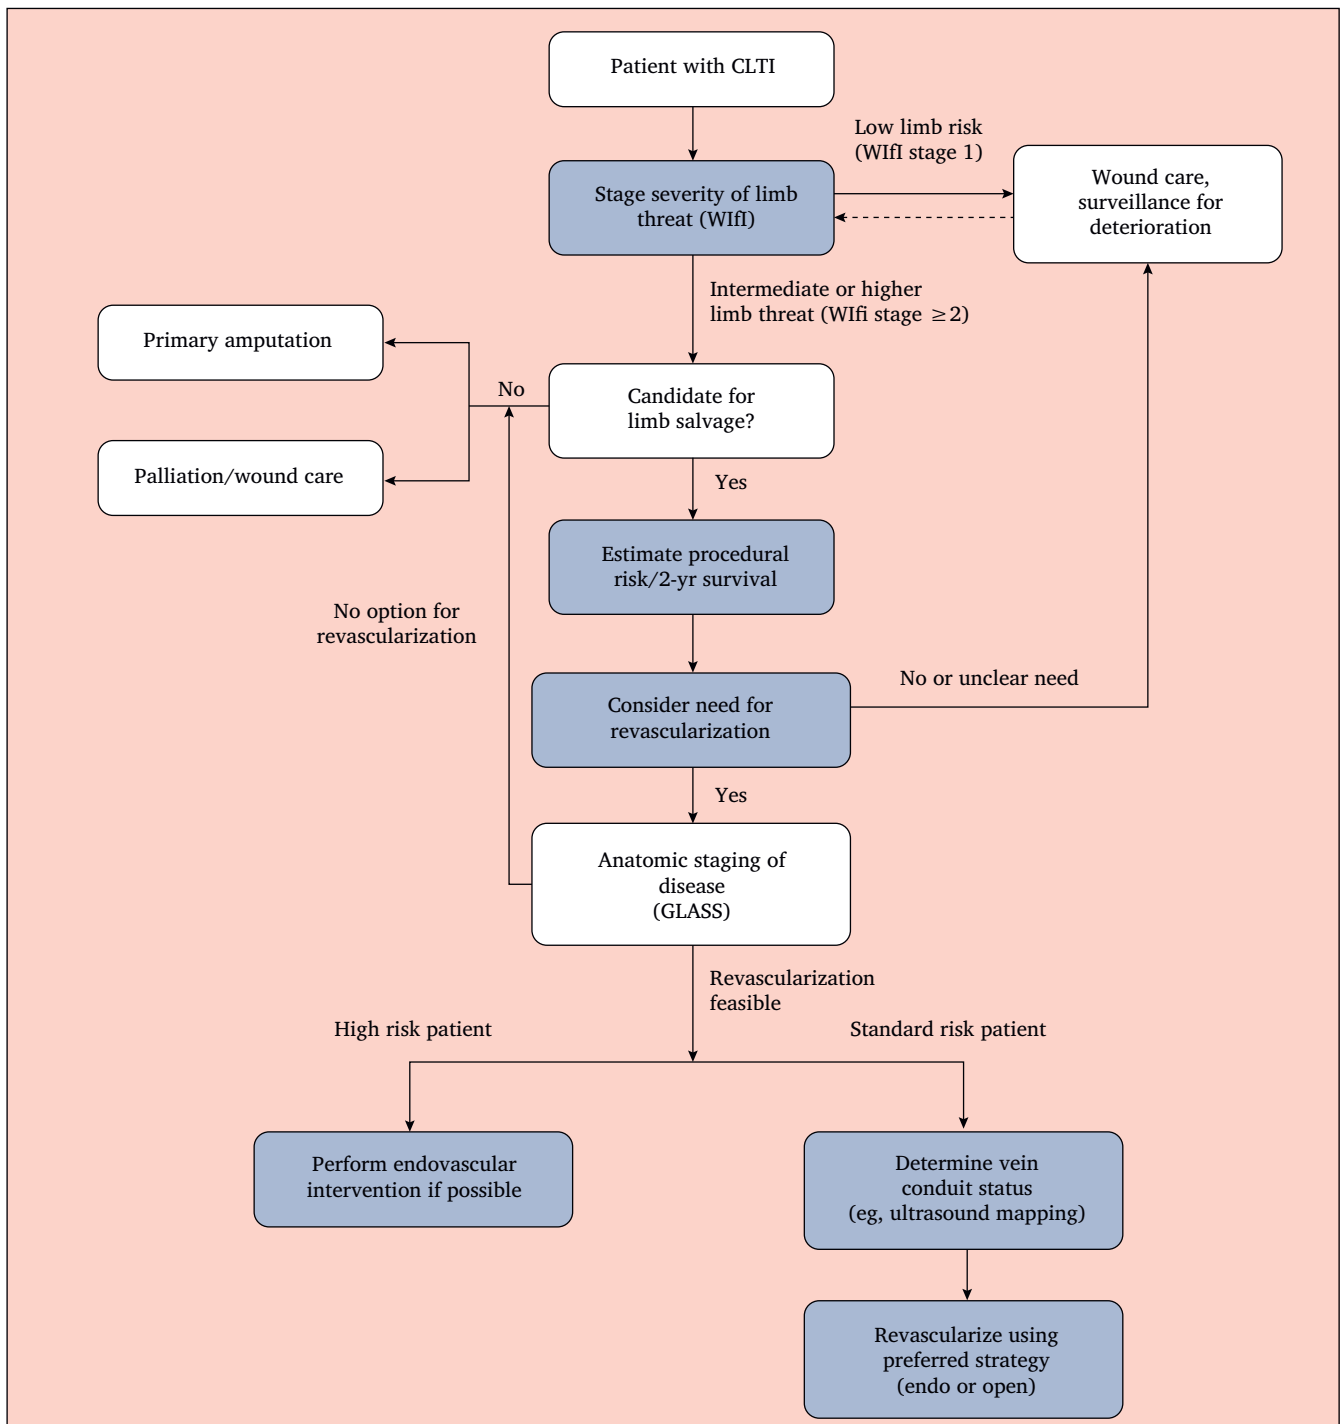 Patient with CLTI
Low limb risk
(WIfI stage 1)
Stage severity of limb
threat (WIfI)
Wound care,
surveillance for
deterioration
Intermediate or higher
limb threat (WIfi stage ≥2)
Primary amputation
No
Candidate for
limb salvage?
Palliation/wound care
Yes
Estimate procedural
risk/2-yr survival
No option for
revascularization
Consider need for
revascularization
No or unclear need
Yes
Anatomic staging of
disease
(GLASS)
Revascularization
feasible
High risk patient
Standard risk patient
Perform endovascular
intervention if possible
Determine vein
conduit status
(eg, ultrasound mapping)
Revascularize using
preferred strategy
(endo or open)